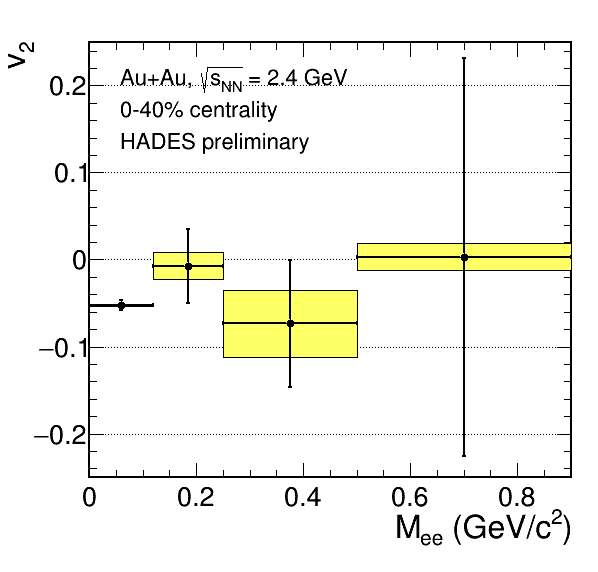 v₂
Au+Au, √sNN = 2.4 GeV
0-40% centrality
HADES preliminary
0.2
0.1
0
−0.1
−0.2
0 0.2 0.4 0.6 0.8
Mee (GeV/c²)